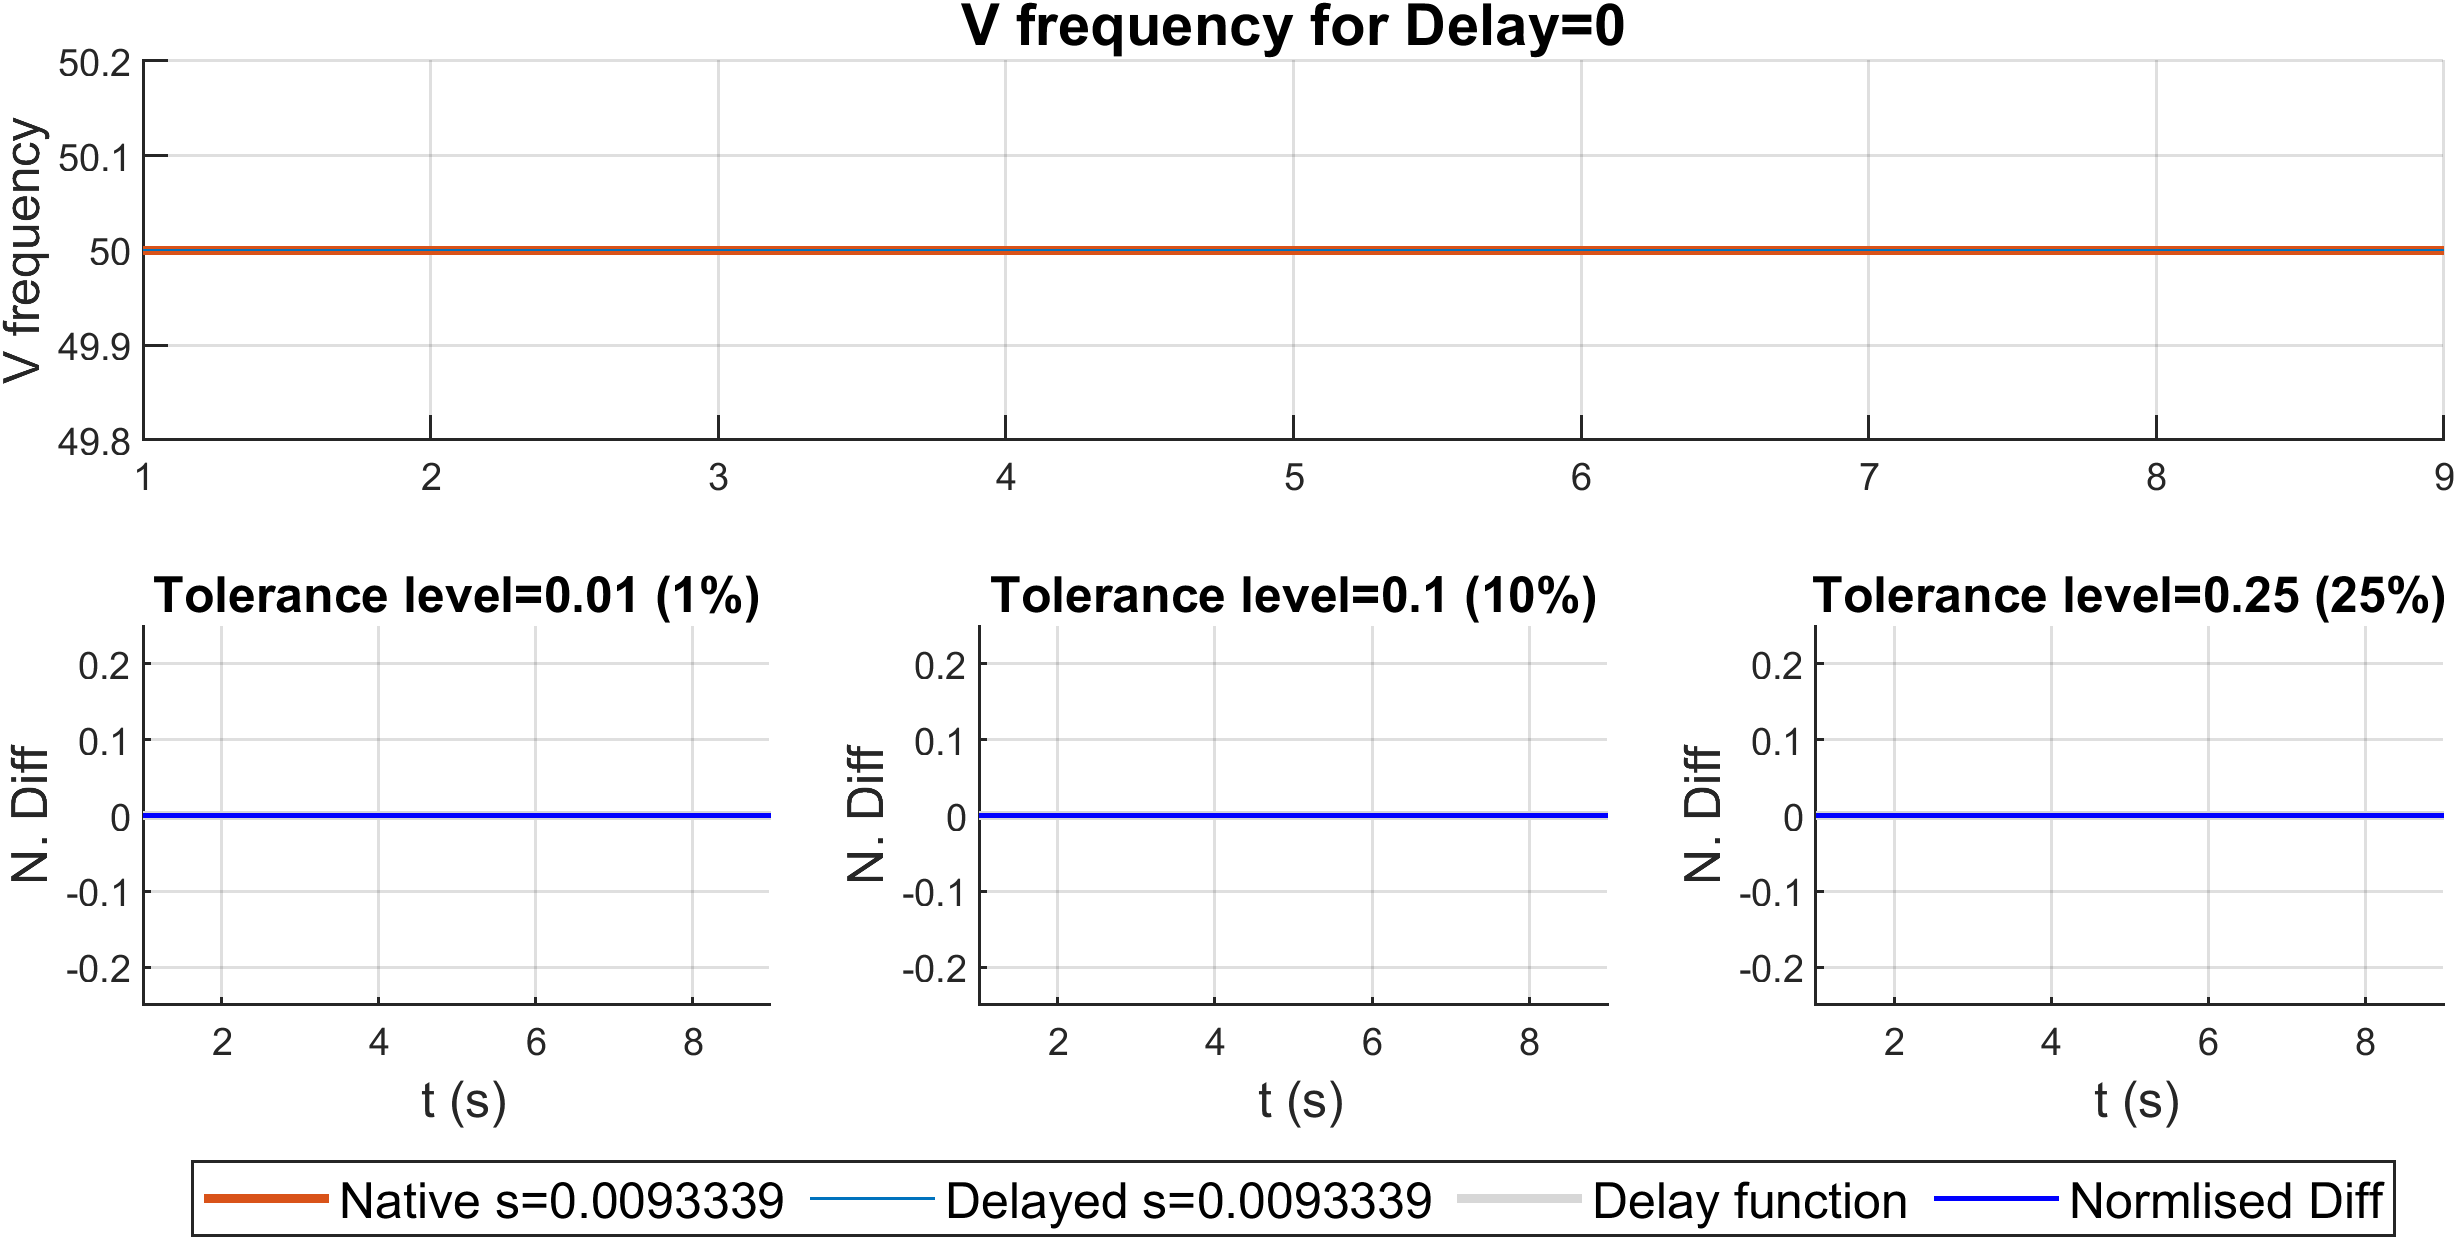 V frequency for Delay=0
V frequency
50.2
50.1
50
49.9
49.8
1 2 3 4 5 6 7 8 9
Tolerance level=0.01 (1%)
N. Diff
0.2
0.1
0
-0.1
-0.2
2 4 6 8
t (s)
Tolerance level=0.1 (10%)
N. Diff
0.2
0.1
0
-0.1
-0.2
2 4 6 8
t (s)
Tolerance level=0.25 (25%)
N. Diff
0.2
0.1
0
-0.1
-0.2
2 4 6 8
t (s)
Native s=0.0093339 Delayed s=0.0093339 Delay function Normlised Diff